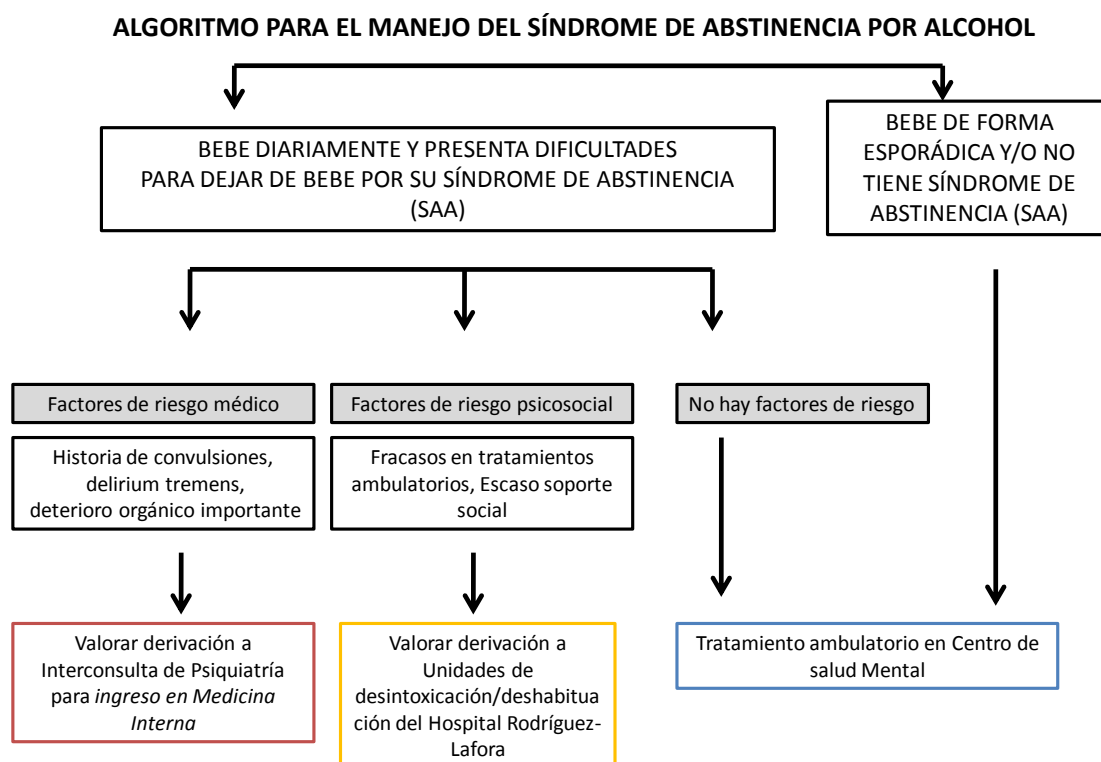 ALGORITMO PARA EL MANEJO DEL SÍNDROME DE ABSTINENCIA POR ALCOHOL
BEBE DIARIAMENTE Y PRESENTA DIFICULTADES
PARA DEJAR DE BEBE POR SU SÍNDROME DE ABSTINENCIA
(SAA)
BEBE DE FORMA
ESPORÁDICA Y/O NO
TIENE SÍNDROME DE
ABSTINENCIA (SAA)
Factores de riesgo médico
Factores de riesgo psicosocial
No hay factores de riesgo
Historia de convulsiones,
delirium tremens,
deterioro orgánico importante
Fracasos en tratamientos
ambulatorios, Escaso soporte
social
Valorar derivación a
Interconsulta de Psiquiatría
para ingreso en Medicina
Interna
Valorar derivación a
Unidades de
desintoxicación/deshabitua
ción del Hospital Rodríguez-
Lafora
Tratamiento ambulatorio en Centro de
salud Mental